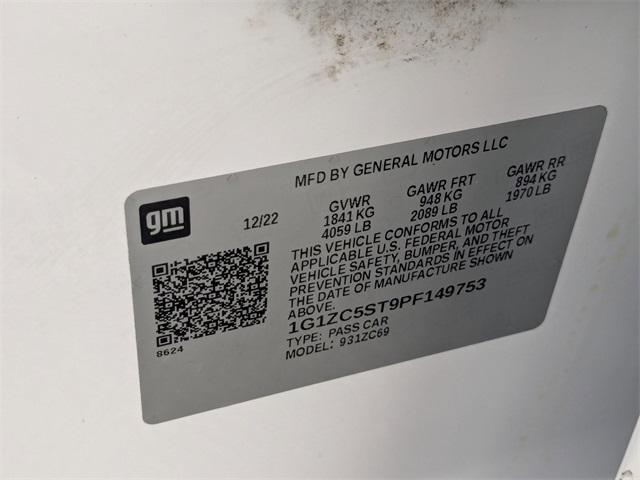 MFD BY GENERAL MOTORS LLC
gm
12/22
GVWR
1841 KG
4059 LB
GAWR FRT
948 KG
2089 LB
GAWR RR
894 KG
1970 LB
THIS VEHICLE CONFORMS TO ALL
APPLICABLE U.S. FEDERAL MOTOR
VEHICLE SAFETY, BUMPER, AND THEFT
PREVENTION STANDARDS IN EFFECT ON
THE DATE OF MANUFACTURE SHOWN
ABOVE.
1G1ZC5ST9PF149753
TYPE: PASS CAR
MODEL: 931ZC69
8624